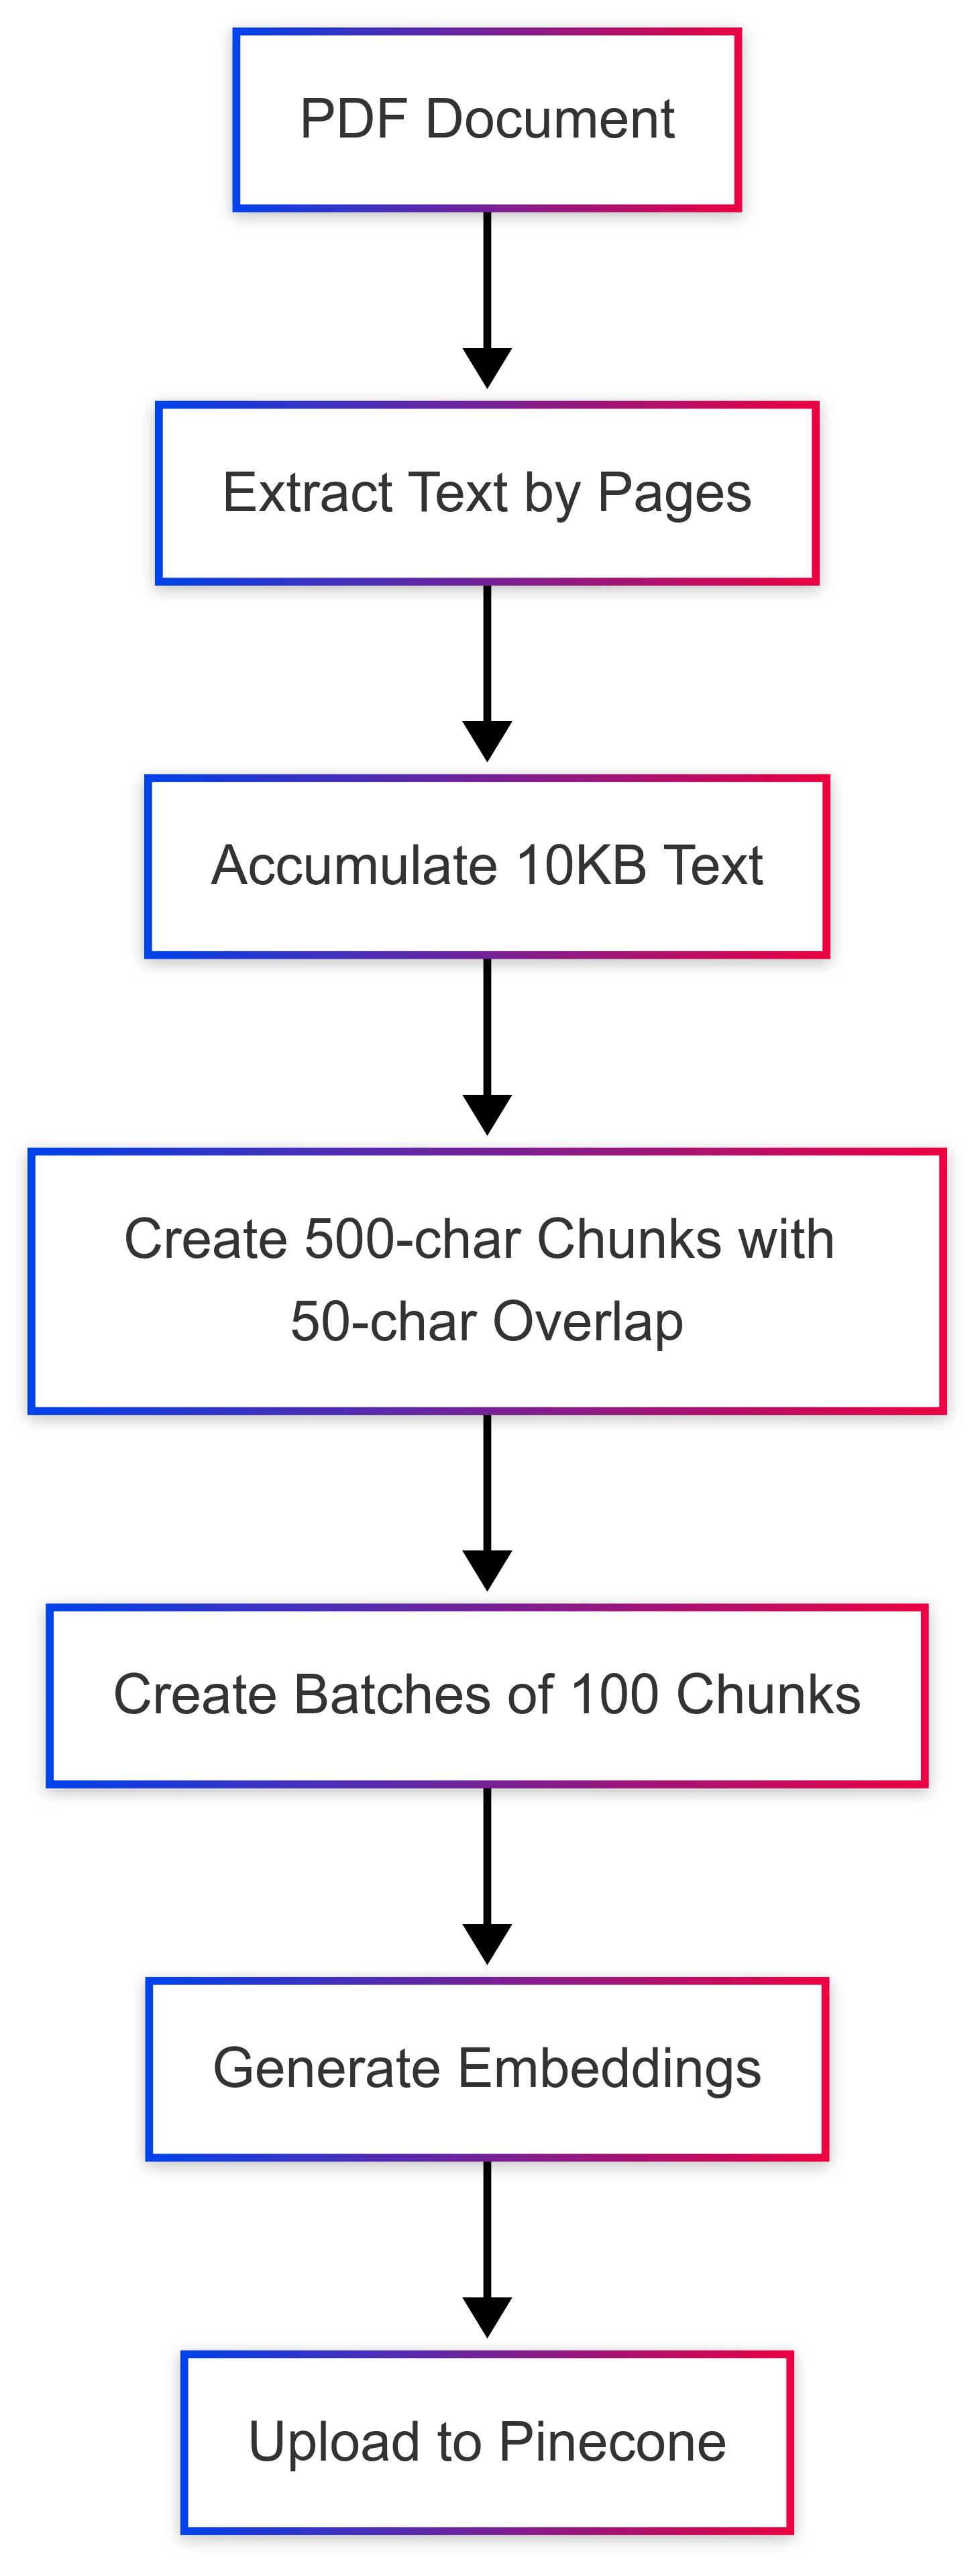 PDF Document
Extract Text by Pages
Accumulate 10KB Text
Create 500-char Chunks with
50-char Overlap
Create Batches of 100 Chunks
Generate Embeddings
Upload to Pinecone